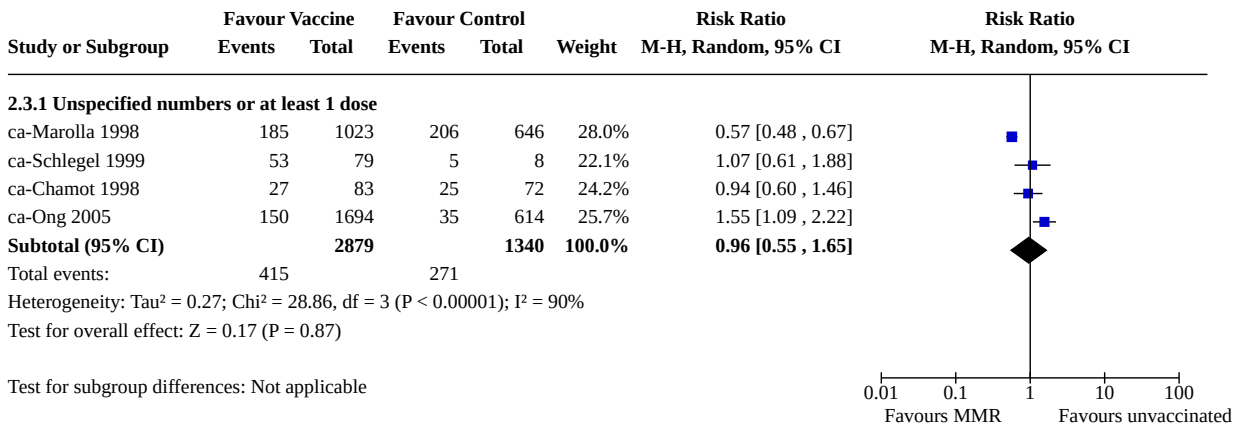 Favour Vaccine Favour Control Risk Ratio Risk Ratio
Study or Subgroup Events Total Events Total Weight M-H, Random, 95% CI M-H, Random, 95% CI
2.3.1 Unspecified numbers or at least 1 dose
ca-Marolla 1998 185 1023 206 646 28.0% 0.57 [0.48 , 0.67]
ca-Schlegel 1999 53 79 5 8 22.1% 1.07 [0.61 , 1.88]
ca-Chamot 1998 27 83 25 72 24.2% 0.94 [0.60 , 1.46]
ca-Ong 2005 150 1694 35 614 25.7% 1.55 [1.09 , 2.22]
Subtotal (95% CI) 2879 1340 100.0% 0.96 [0.55 , 1.65]
Total events: 415 271
Heterogeneity: Tau² = 0.27; Chi² = 28.86, df = 3 (P < 0.00001); I² = 90%
Test for overall effect: Z = 0.17 (P = 0.87)
Test for subgroup differences: Not applicable
0.01 0.1 1 10 100
Favours MMR Favours unvaccinated